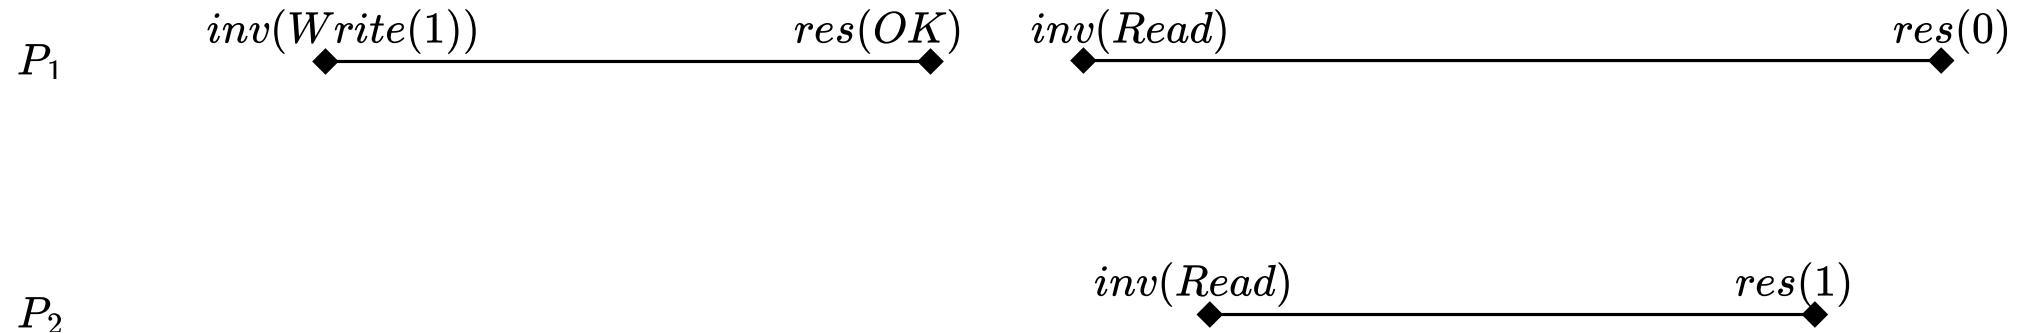 inv(Write(1)) res(OK) inv(Read) res(0)
P₁
inv(Read) res(1)
P₂